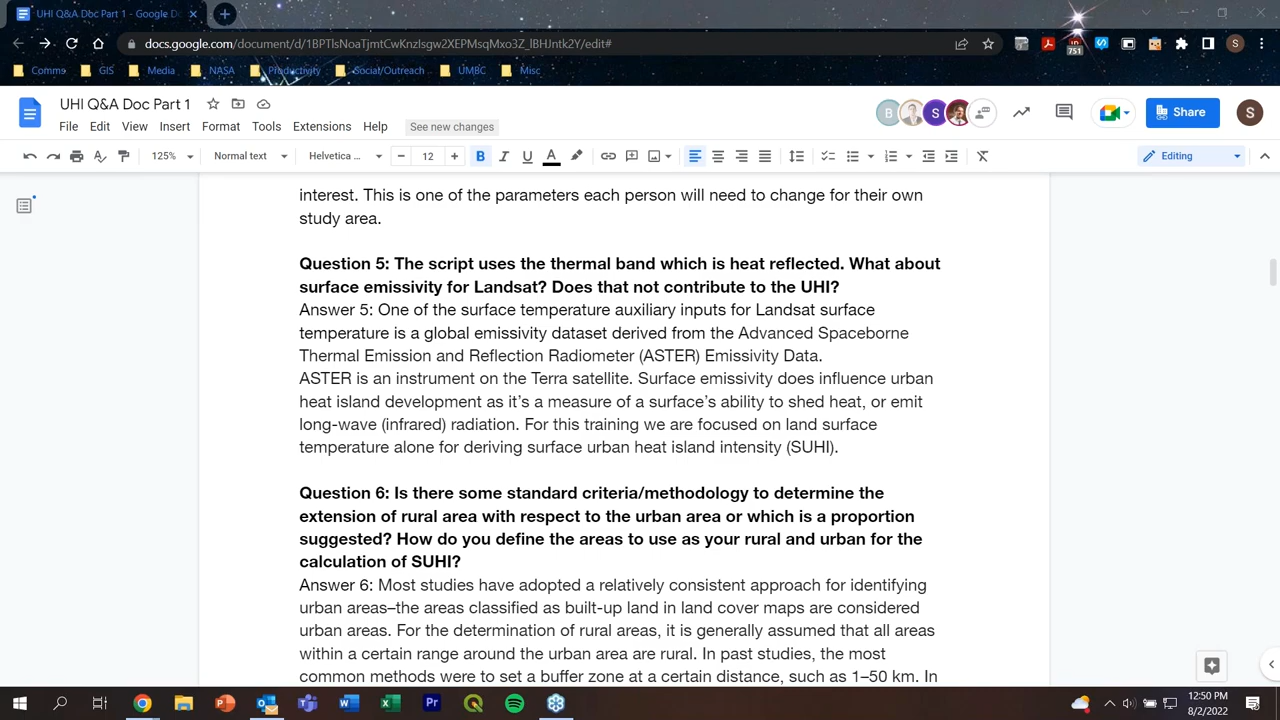 UHI Q&A Doc Part 1 - Google Do
docs.google.com/document/d/1BPTlsNoaTjmtCwKnzlsgw2XEPMsqMxo3Z_lBHJntk2Y/edit#
751
S
Comms GIS Media NASA Productivity Social/Outreach UMBC Misc
UHI Q&A Doc Part 1
B S Share S
File Edit View Insert Format Tools Extensions Help See new changes
125% Normal text Helvetica ... 12 B I U A Editing
interest. This is one of the parameters each person will need to change for their own
study area.
Question 5: The script uses the thermal band which is heat reflected. What about
surface emissivity for Landsat? Does that not contribute to the UHI?
Answer 5: One of the surface temperature auxiliary inputs for Landsat surface
temperature is a global emissivity dataset derived from the Advanced Spaceborne
Thermal Emission and Reflection Radiometer (ASTER) Emissivity Data.
ASTER is an instrument on the Terra satellite. Surface emissivity does influence urban
heat island development as it’s a measure of a surface’s ability to shed heat, or emit
long-wave (infrared) radiation. For this training we are focused on land surface
temperature alone for deriving surface urban heat island intensity (SUHI).
Question 6: Is there some standard criteria/methodology to determine the
extension of rural area with respect to the urban area or which is a proportion
suggested? How do you define the areas to use as your rural and urban for the
calculation of SUHI?
Answer 6: Most studies have adopted a relatively consistent approach for identifying
urban areas–the areas classified as built-up land in land cover maps are considered
urban areas. For the determination of rural areas, it is generally assumed that all areas
within a certain range around the urban area are rural. In past studies, the most
common methods were to set a buffer zone at a certain distance, such as 1–50 km. In
12:50 PM
8/2/2022